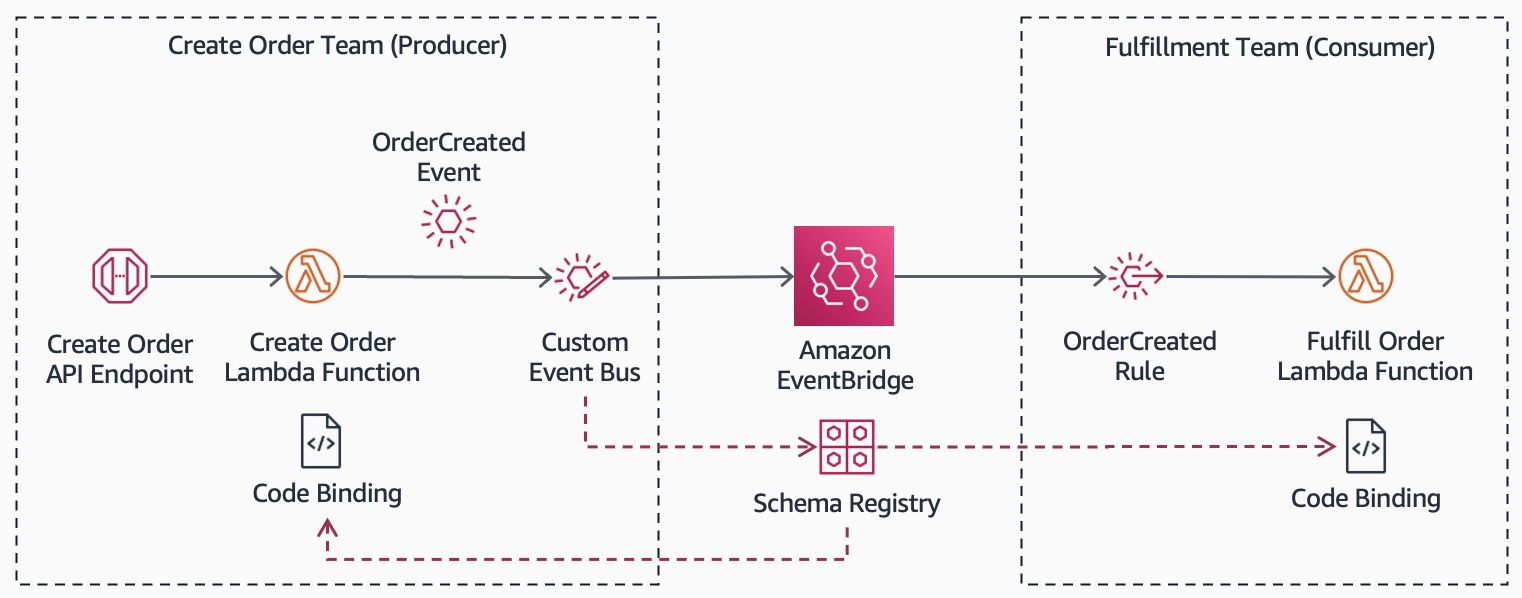 Create Order Team (Producer)
Fulfillment Team (Consumer)
OrderCreated
Event
Create Order
API Endpoint
Create Order
Lambda Function
Custom
Event Bus
Amazon
EventBridge
OrderCreated
Rule
Fulfill Order
Lambda Function
</>
Code Binding
Schema Registry
</>
Code Binding